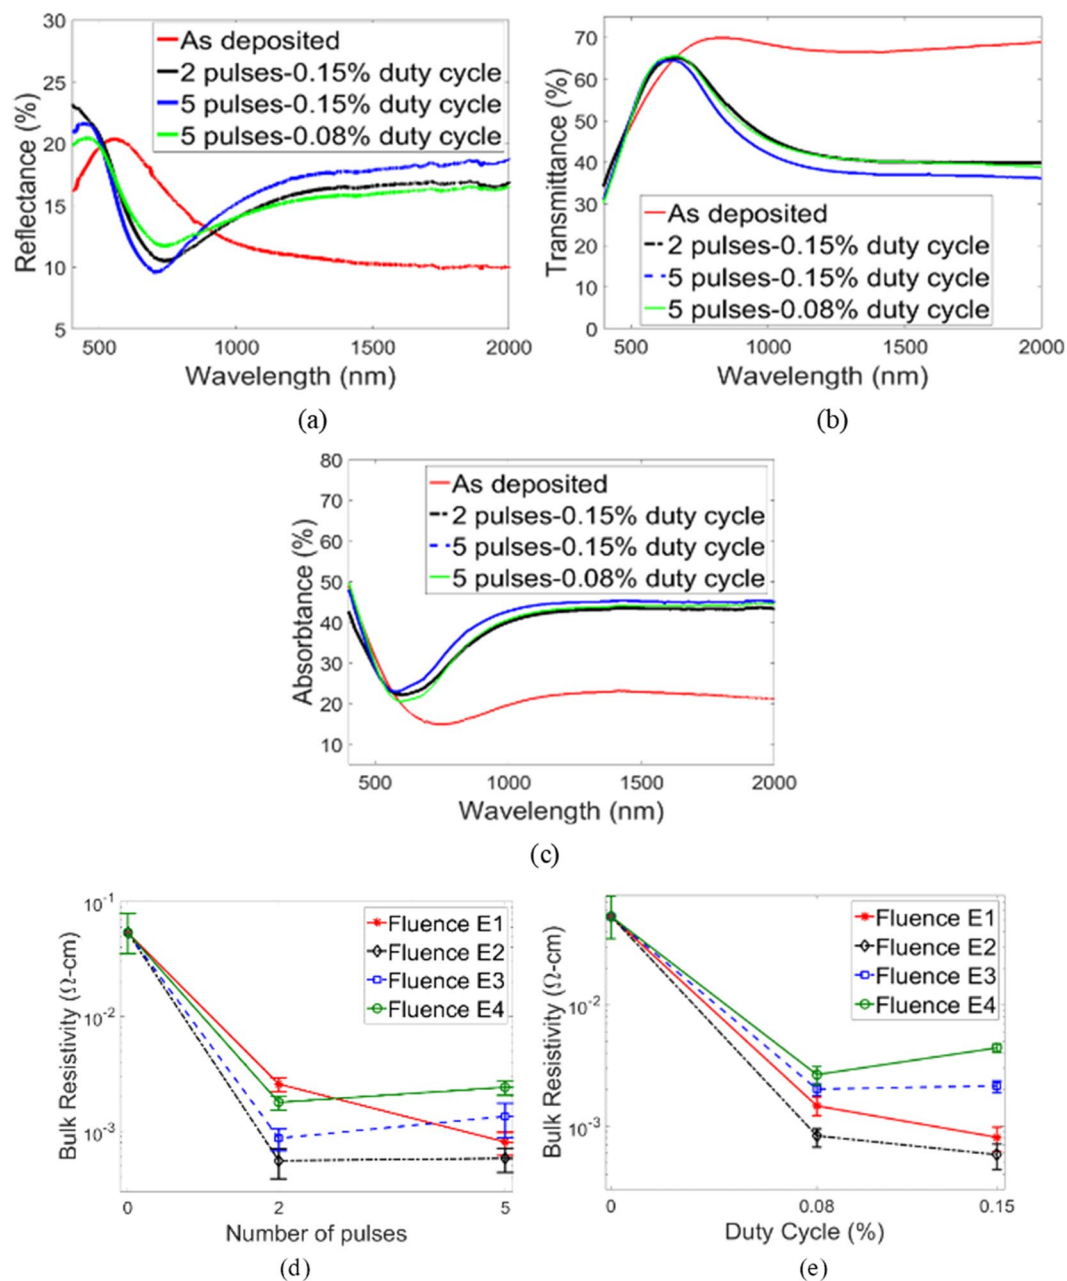 30
25
20
15
10
5
Reflectance (%)
As deposited
2 pulses-0.15% duty cycle
5 pulses-0.15% duty cycle
5 pulses-0.08% duty cycle
500 1000 1500 2000
Wavelength (nm)
(a)
70
60
50
40
30
20
10
0
Transmittance (%)
As deposited
2 pulses-0.15% duty cycle
5 pulses-0.15% duty cycle
5 pulses-0.08% duty cycle
500 1000 1500 2000
Wavelength (nm)
(b)
80
70
60
50
40
30
20
10
Absorbtance (%)
As deposited
2 pulses-0.15% duty cycle
5 pulses-0.15% duty cycle
5 pulses-0.08% duty cycle
500 1000 1500 2000
Wavelength (nm)
(c)
10⁻¹
10⁻²
10⁻³
Bulk Resistivity (Ω-cm)
Fluence E1
Fluence E2
Fluence E3
Fluence E4
0 2 5
Number of pulses
(d)
10⁻²
10⁻³
Bulk Resistivity (Ω-cm)
Fluence E1
Fluence E2
Fluence E3
Fluence E4
0 0.08 0.15
Duty Cycle (%)
(e)